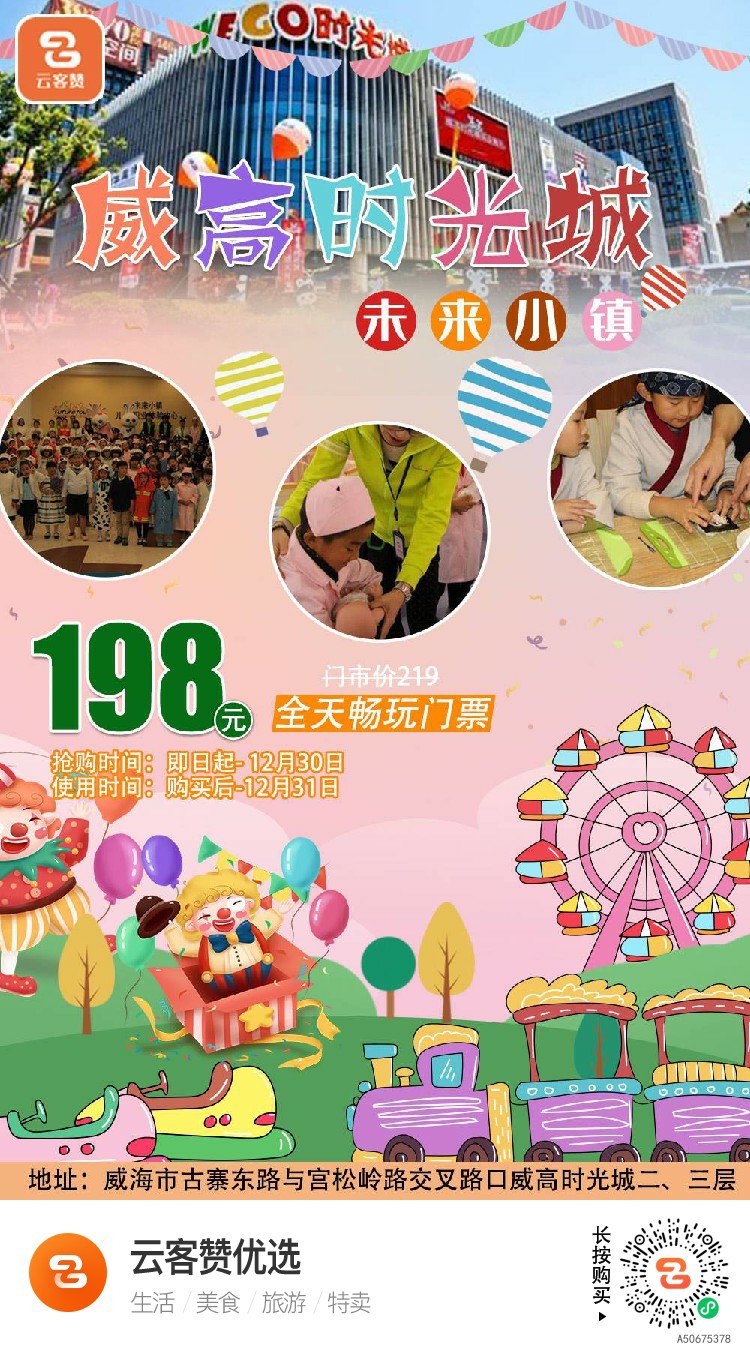 云客赞
WEGO时光城
威高时光城
未来小镇
未来小镇
198元
门市价219
全天畅玩门票
抢购时间：即日起- 12月30日
使用时间：购买后-12月31日
地址：威海市古寨东路与宫松岭路交叉路口威高时光城二、三层
云客赞优选
生活 / 美食 / 旅游 / 特卖
长按购买
A50675378